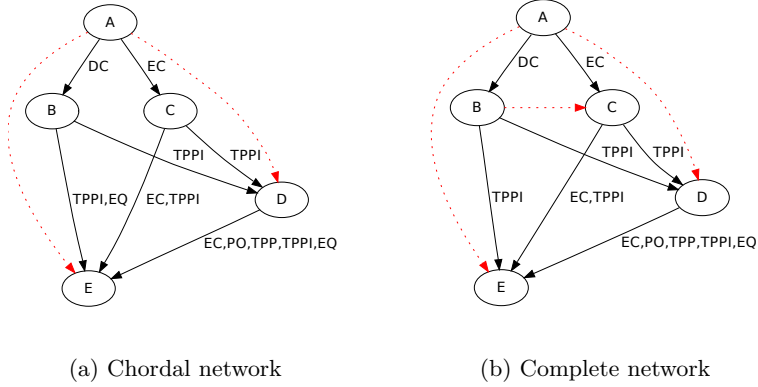 A
DC
EC
B
C
TPPI
TPPI
D
TPPI,EQ
EC,TPPI
EC,PO,TPP,TPPI,EQ
E
(a) Chordal network
A
DC
EC
B
C
TPPI
TPPI
D
TPPI
EC,TPPI
EC,PO,TPP,TPPI,EQ
E
(b) Complete network